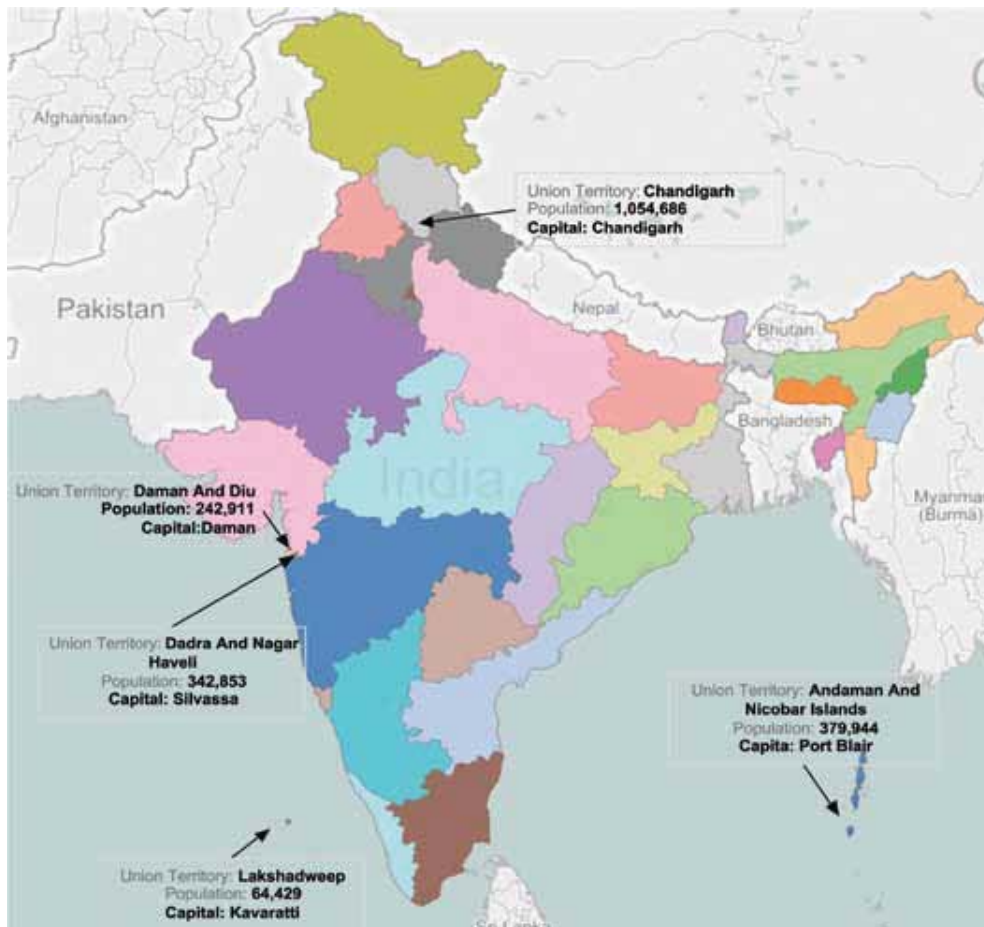 Afghanistan
Union Territory: Chandigarh
Population: 1,054,686
Capital: Chandigarh
Pakistan
Nepal
Bhutan
Bangladesh
India
Myanmar
(Burma)
Union Territory: Daman And Diu
Population: 242,911
Capital:Daman
Union Territory: Dadra And Nagar
Haveli
Population: 342,853
Capital: Silvassa
Union Territory: Andaman And
Nicobar Islands
Population: 379,944
Capita: Port Blair
Union Territory: Lakshadweep
Population: 64,429
Capital: Kavaratti
Sri Lanka